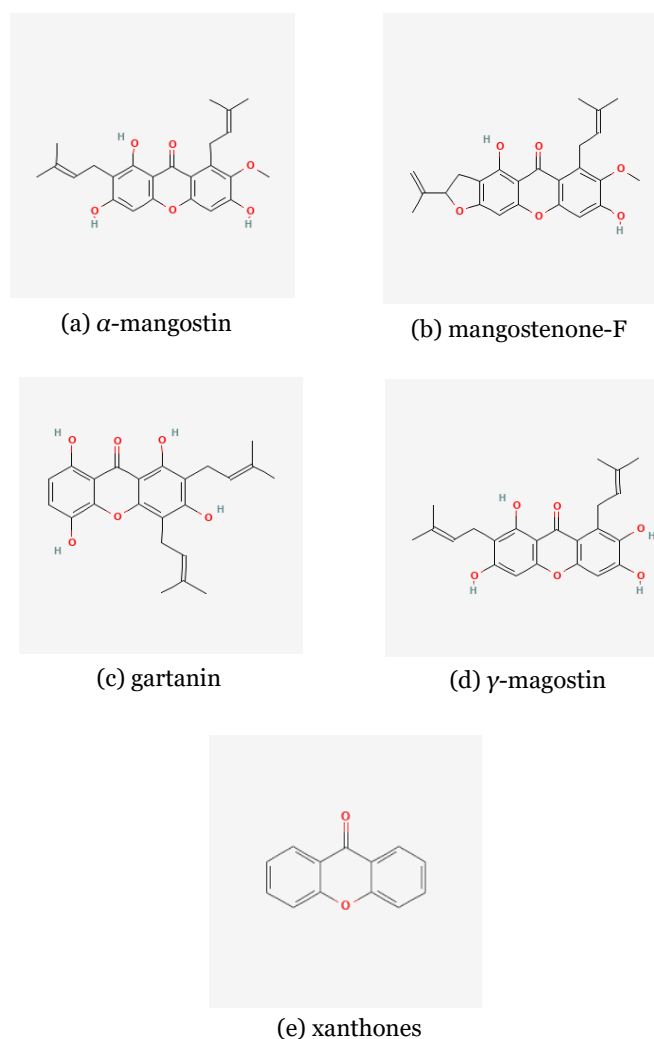 H O O O O H O O H
(a) α-mangostin
H O O O O O O H
(b) mangostenone-F
H O O O H O O H O H
(c) gartanin
H O O O H O O H O H
(d) γ-magostin
O O
(e) xanthones